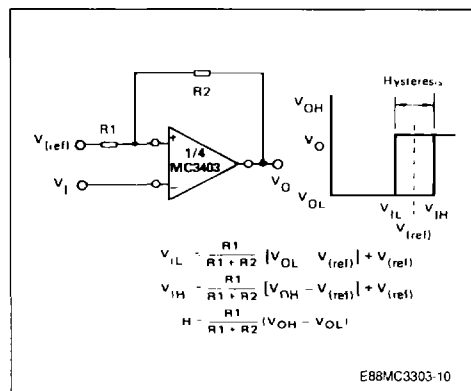 Hysteresis
R2
VOH
R1
V(ref)
VO
1/4
MC3403
+
−
VI
VO
VOL
VIL
VIH
V(ref)
VIL = R1 / R1 + R2 [VOL V(ref)] + V(ref)
VIH = R1 / R1 + R2 [VOH − V(ref)] + V(ref)
H = R1 / R1 + R2 (VOH − VOL)
E88MC3303-10